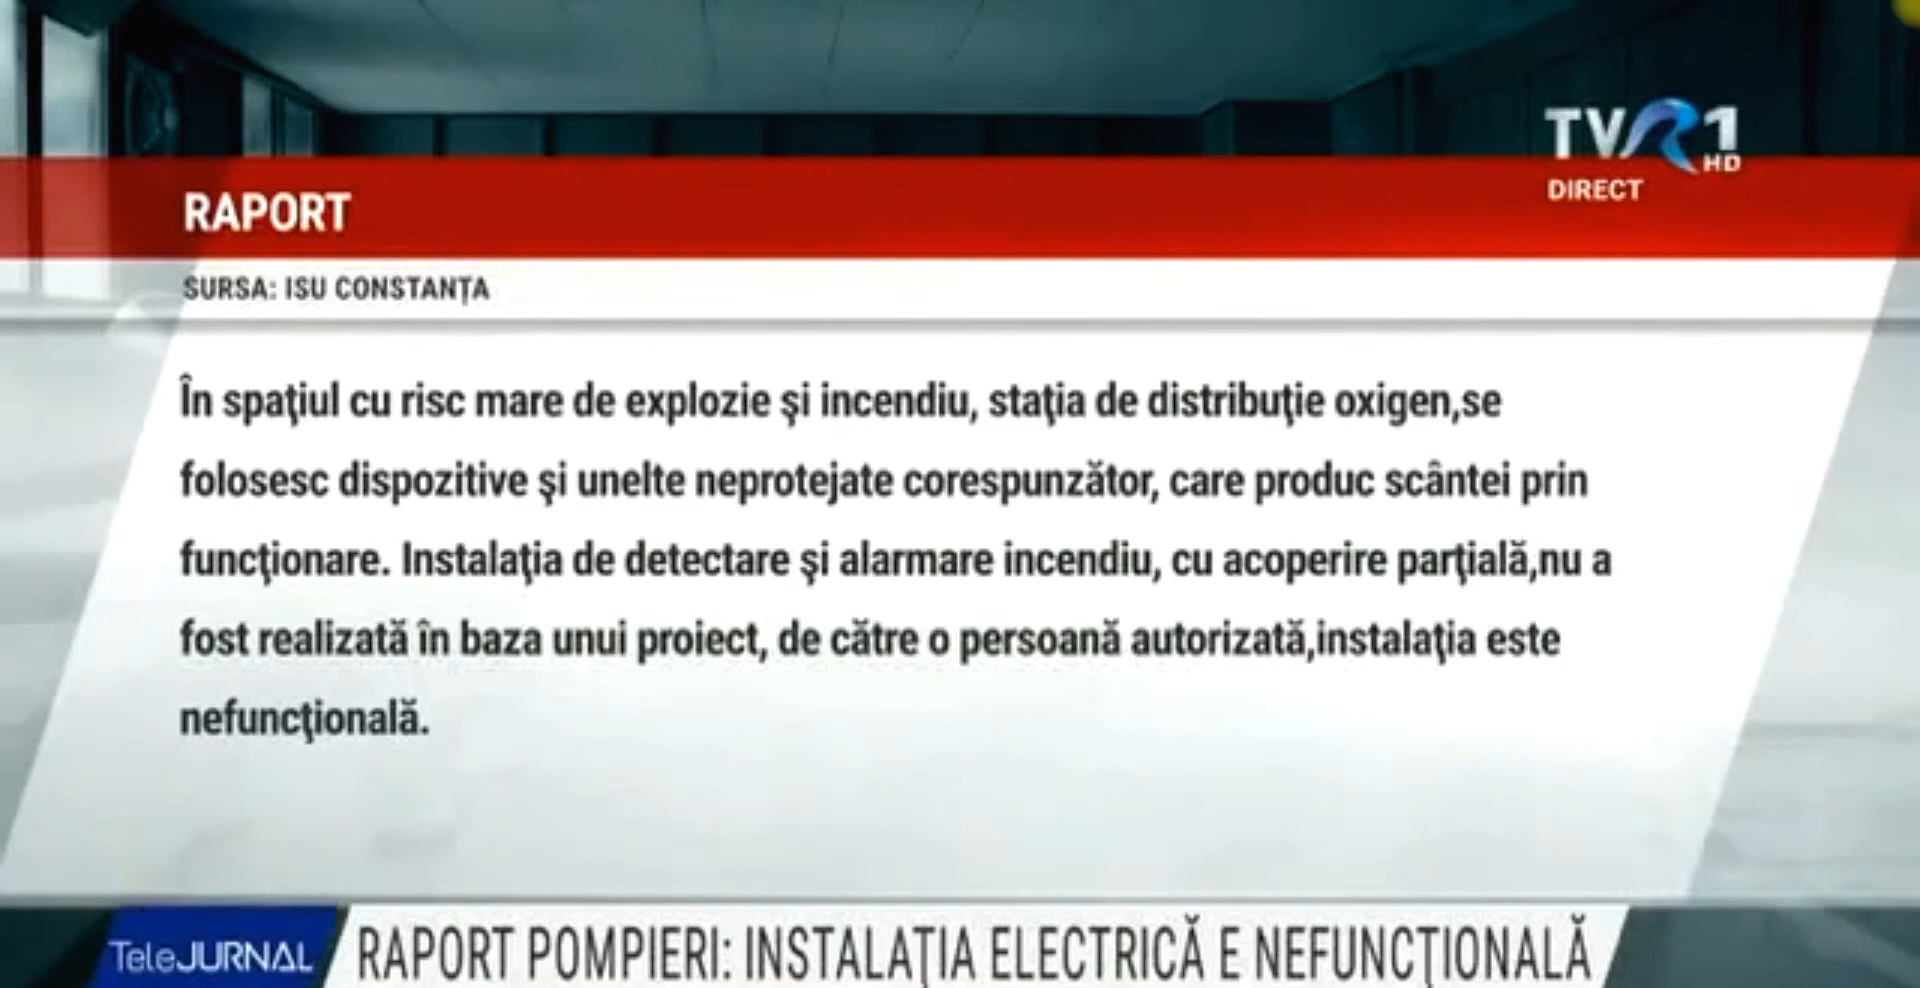 TVR1
HD
DIRECT
RAPORT
SURSA: ISU CONSTANȚA
În spaţiul cu risc mare de explozie şi incendiu, staţia de distribuţie oxigen,se
folosesc dispozitive şi unelte neprotejate corespunzător, care produc scântei prin
funcţionare. Instalaţia de detectare şi alarmare incendiu, cu acoperire parţială,nu a
fost realizată în baza unui proiect, de către o persoană autorizată,instalaţia este
nefuncţională.
TeleJURNAL
RAPORT POMPIERI: INSTALAŢIA ELECTRICĂ E NEFUNCŢIONALĂ